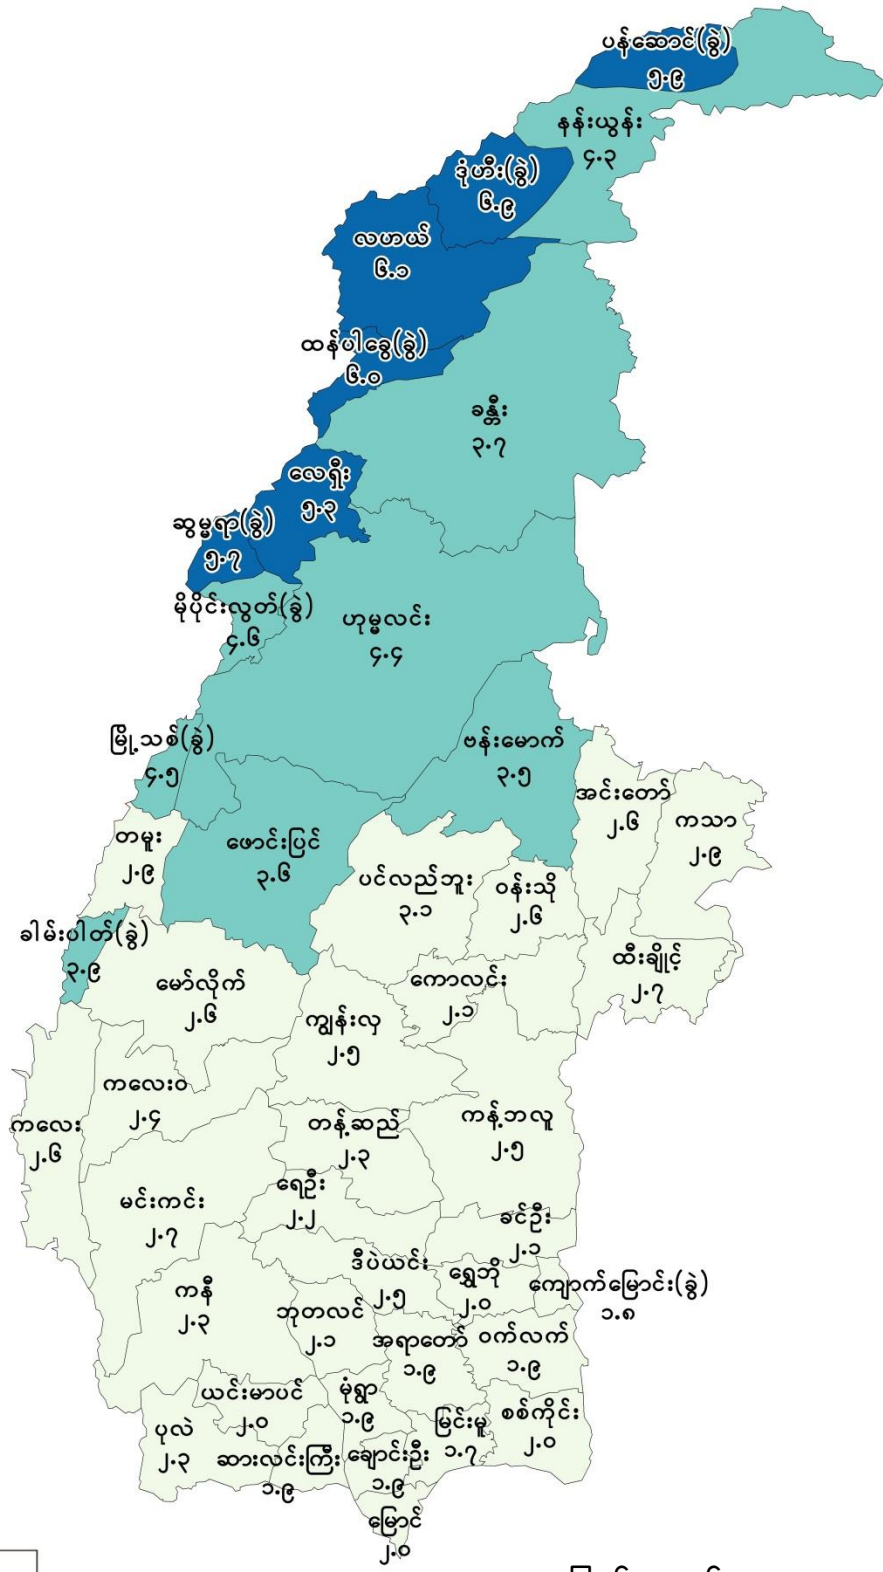 ပန်ဆောင်(ခွဲ)
၅.၉
နန်းယွန်း
၄.၃
ဒုံဟီး(ခွဲ)
၆.၉
လဟယ်
၆.၁
ထန်ပါခွေ(ခွဲ)
၆.၀
ခန္တီး
၃.၇
လေရှီး
၅.၃
ဆွမ္မရာ(ခွဲ)
၅.၇
မိုပိုင်းလွတ်(ခွဲ)
၄.၆
ဟုမ္မလင်း
၄.၄
မြို့သစ်(ခွဲ)
၄.၅
ဗန်းမောက်
၃.၅
အင်းတော်
၂.၆
ကသာ
၂.၉
တမူး
၂.၉
ဖောင်းပြင်
၃.၆
ပင်လည်ဘူး
၃.၁
ဝန်းသို
၂.၆
ခါမ်းပါတ်(ခွဲ)
၃.၉
မော်လိုက်
၂.၆
ကောလင်း
၂.၁
ထီးချိုင့်
၂.၇
ကျွန်းလှ
၂.၅
ကလေးဝ
၂.၄
ကလေး
၂.၆
တန့်ဆည်
၂.၃
ကန့်ဘလူ
၂.၅
မင်းကင်း
၂.၇
ရေဦး
၂.၂
ခင်ဦး
၂.၁
ဒီပဲယင်း
၂.၅
ရွှေဘို
၂.၀
ကျောက်မြောင်း(ခွဲ)
၁.၈
ကနီ
၂.၃
ဘုတလင်
၂.၁
အရာတော်
၁.၉
ဝက်လက်
၁.၉
ယင်းမာပင်
၂.၀
မုံရွာ
၁.၉
မြင်းမူ
၁.၇
စစ်ကိုင်း
၂.၀
ပုလဲ
၂.၃
ဆားလင်းကြီး
၁.၉
ချောင်းဦး
၁.၉
မြောင်
၂.၀